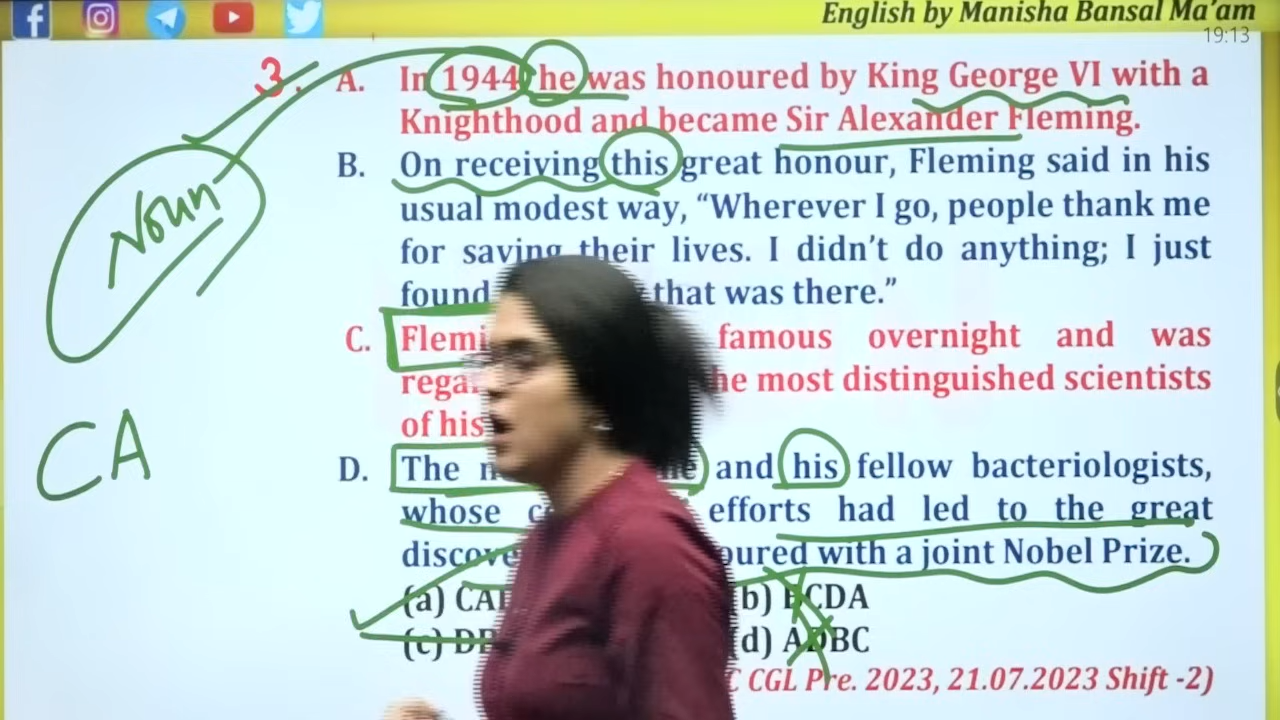 English by Manisha Bansal Ma'am
19:13
3. A. In 1944 he was honoured by King George VI with a
Knighthood and became Sir Alexander Fleming.
B. On receiving this great honour, Fleming said in his
usual modest way, "Wherever I go, people thank me
for saving their lives. I didn't do anything; I just
found that was there."
C. famous overnight and was
most distinguished scientists
of his
D. The and his fellow bacteriologists,
whose efforts had led to the great
with a joint Nobel Prize.
(a) (b) BCDA
(c) (d) ADBC
CGL Pre. 2023, 21.07.2023 Shift -2)
Noun
CA